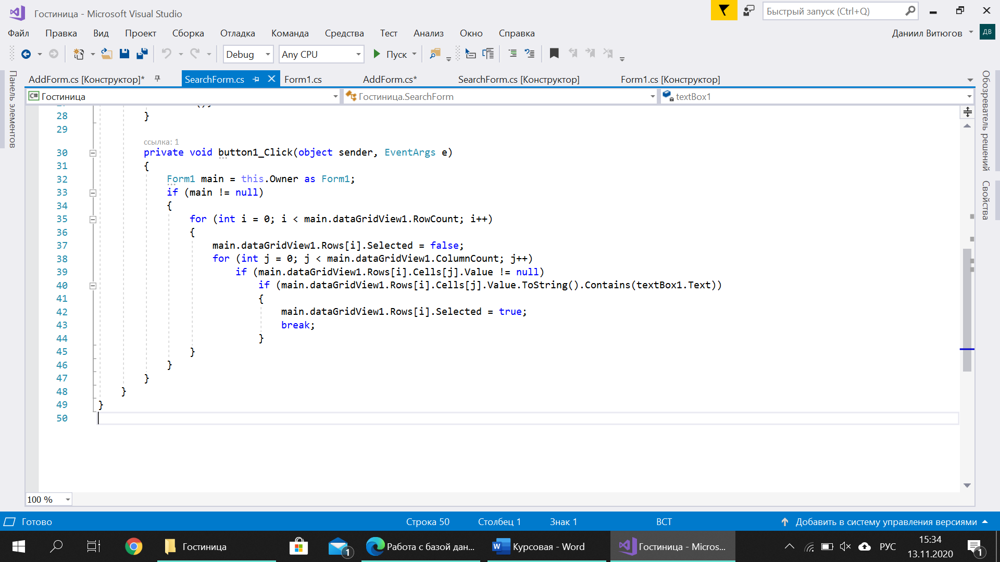 Гостиница - Microsoft Visual Studio
Быстрый запуск (Ctrl+Q)
Файл Правка Вид Проект Сборка Отладка Команда Средства Тест Анализ Окно Справка
Даниил Витюгов ДВ
Debug Any CPU Пуск
Панель элементов
AddForm.cs [Конструктор]* SearchForm.cs Form1.cs AddForm.cs* SearchForm.cs [Конструктор] Form1.cs [Конструктор]
C# Гостиница Гостиница.SearchForm textBox1
Обозреватель решений
Свойства
28 }
29
ссылка: 1
30 private void button1_Click(object sender, EventArgs e)
31 {
32 Form1 main = this.Owner as Form1;
33 if (main != null)
34 {
35 for (int i = 0; i < main.dataGridView1.RowCount; i++)
36 {
37 main.dataGridView1.Rows[i].Selected = false;
38 for (int j = 0; j < main.dataGridView1.ColumnCount; j++)
39 if (main.dataGridView1.Rows[i].Cells[j].Value != null)
40 if (main.dataGridView1.Rows[i].Cells[j].Value.ToString().Contains(textBox1.Text))
41 {
42 main.dataGridView1.Rows[i].Selected = true;
43 break;
44 }
45 }
46 }
47 }
48 }
49 }
50
100 %
Готово Строка 50 Столбец 1 Знак 1 ВСТ Добавить в систему управления версиями
Гостиница 1 Работа с базой дан... Курсовая - Word Гостиница - Micros... РУС 15:34 13.11.2020 1